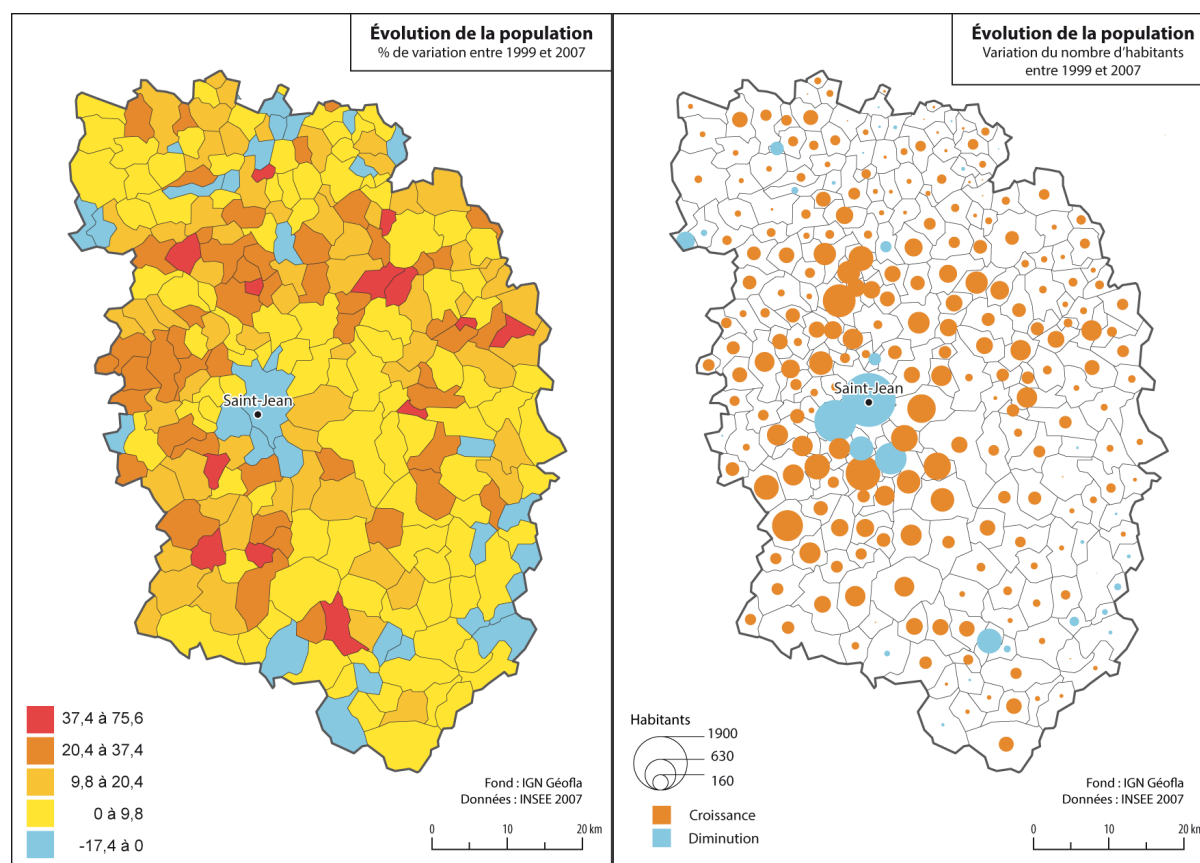 Évolution de la population
% de variation entre 1999 et 2007
Saint-Jean
37,4 à 75,6
20,4 à 37,4
9,8 à 20,4
0 à 9,8
-17,4 à 0
Fond : IGN Géofla
Données : INSEE 2007
0 10 20 km
Évolution de la population
Variation du nombre d'habitants
entre 1999 et 2007
Saint-Jean
Habitants
1900
630
160
Croissance
Diminution
Fond : IGN Géofla
Données : INSEE 2007
0 10 20 km